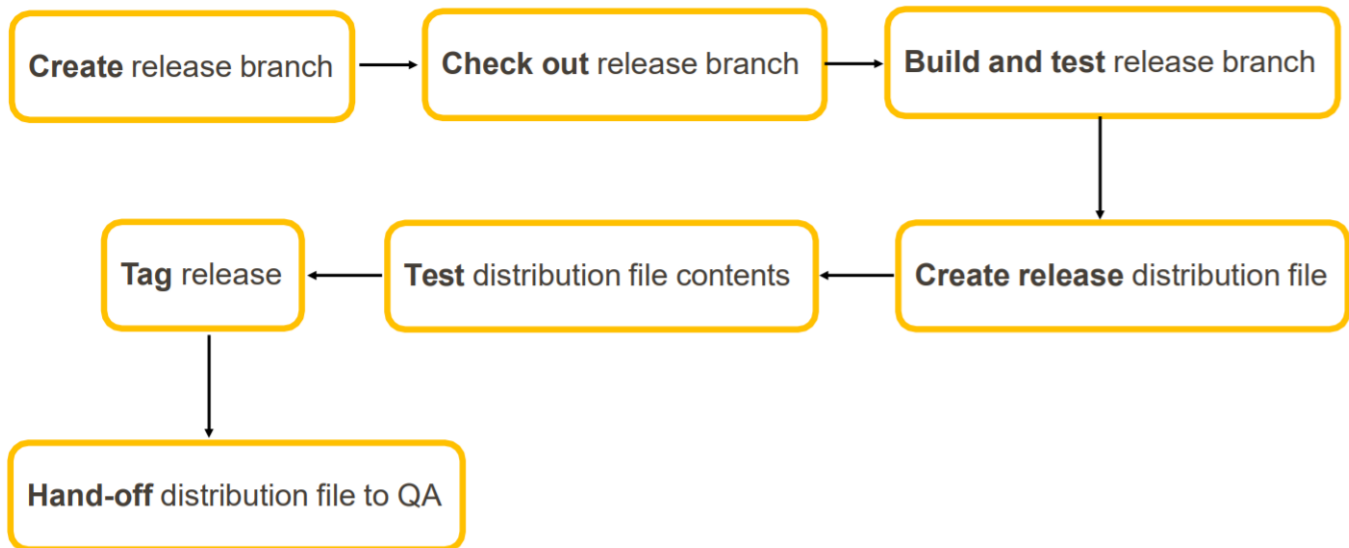 Create release branch
Check out release branch
Build and test release branch
Create release distribution file
Test distribution file contents
Tag release
Hand-off distribution file to QA